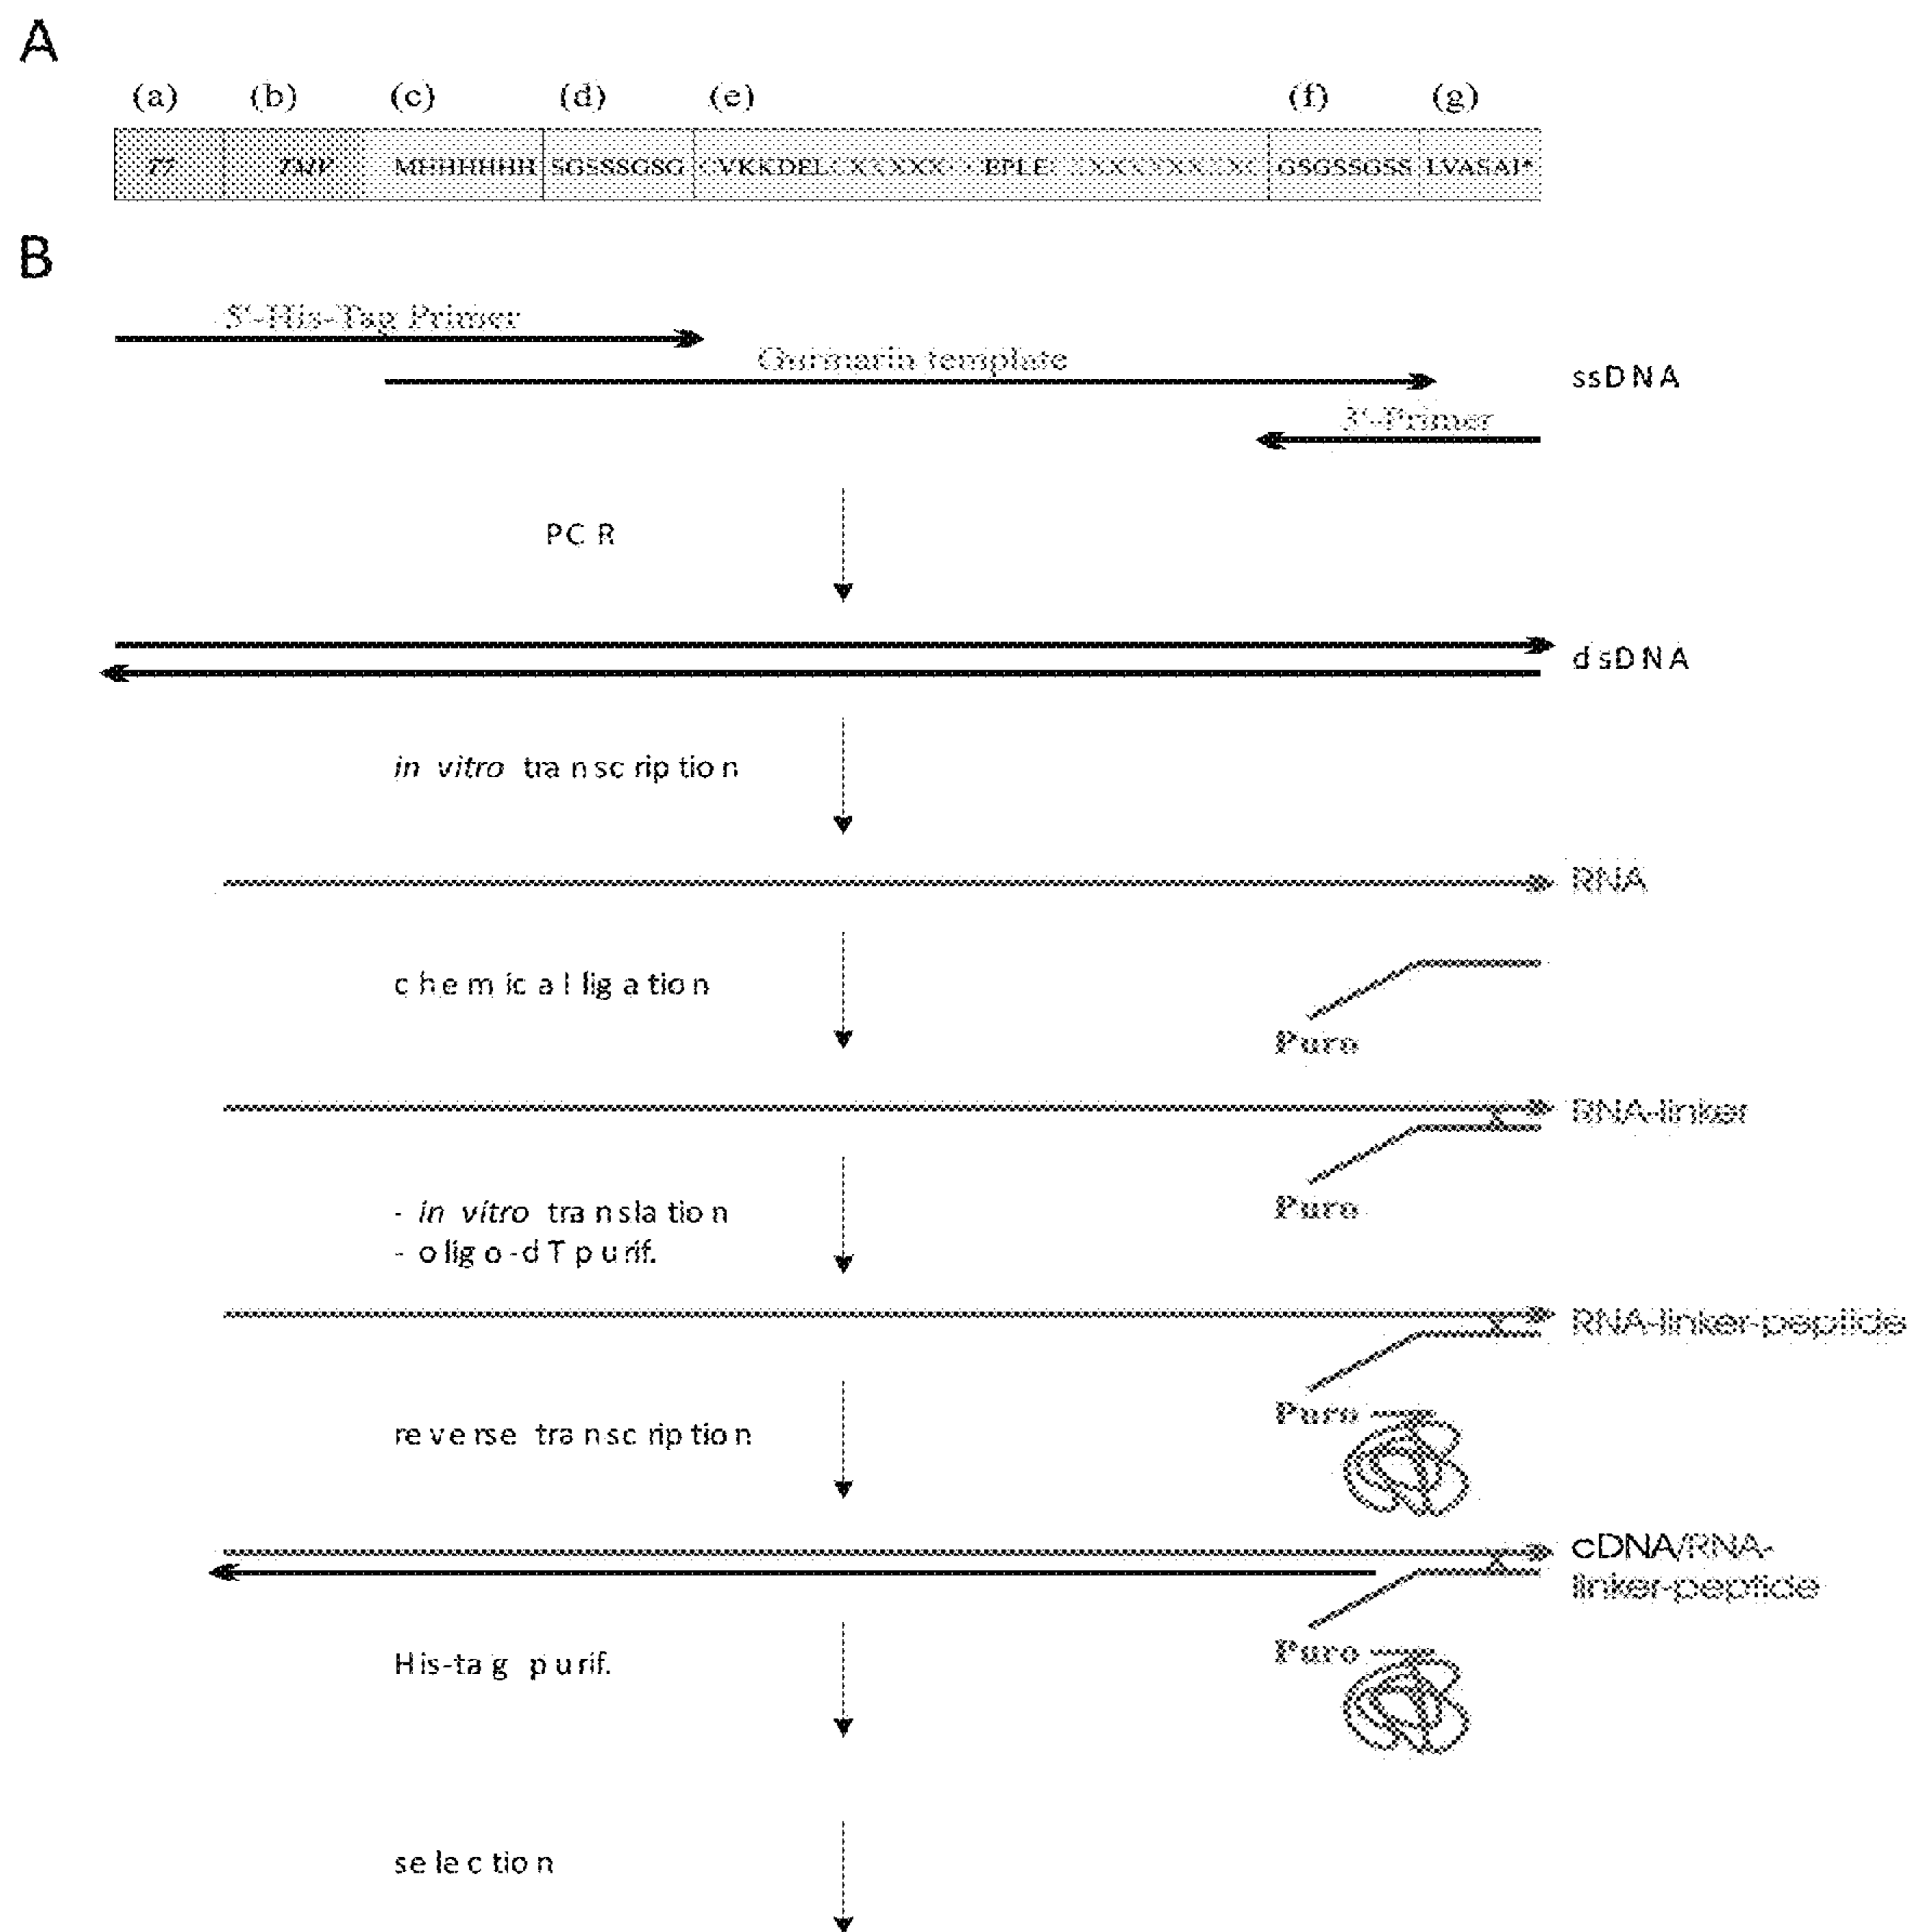 A
(a) (b) (c) (d) (e) (f) (g)
T7 TMV MHHHHHH SGSSSGSG GSGSSGSS LVASAI*
B
5'-His-Tag Primer
Gurmarin template
ssDNA
3'-Primer
PCR
dsDNA
in vitro transcription
RNA
chemical ligation
Puro
RNA-linker
Puro
- in vitro translation
- oligo-dT purif.
RNA-linker-peptide
Puro
reverse transcription
cDNA/RNA-
linker-peptide
Puro
His-tag purif.
selection